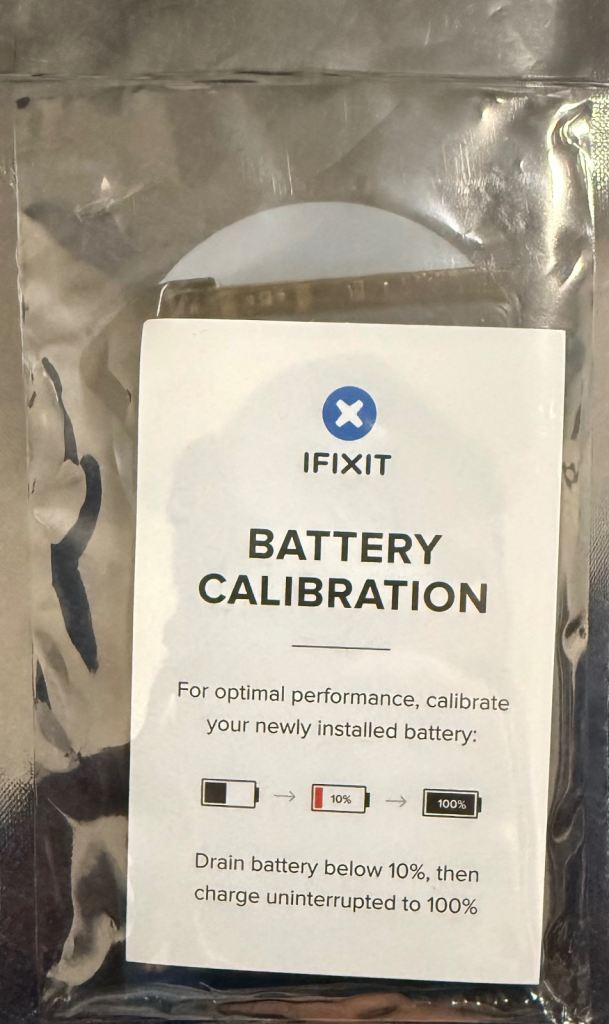 IFIXIT
BATTERY
CALIBRATION
For optimal performance, calibrate
your newly installed battery:
10%
100%
Drain battery below 10%, then
charge uninterrupted to 100%